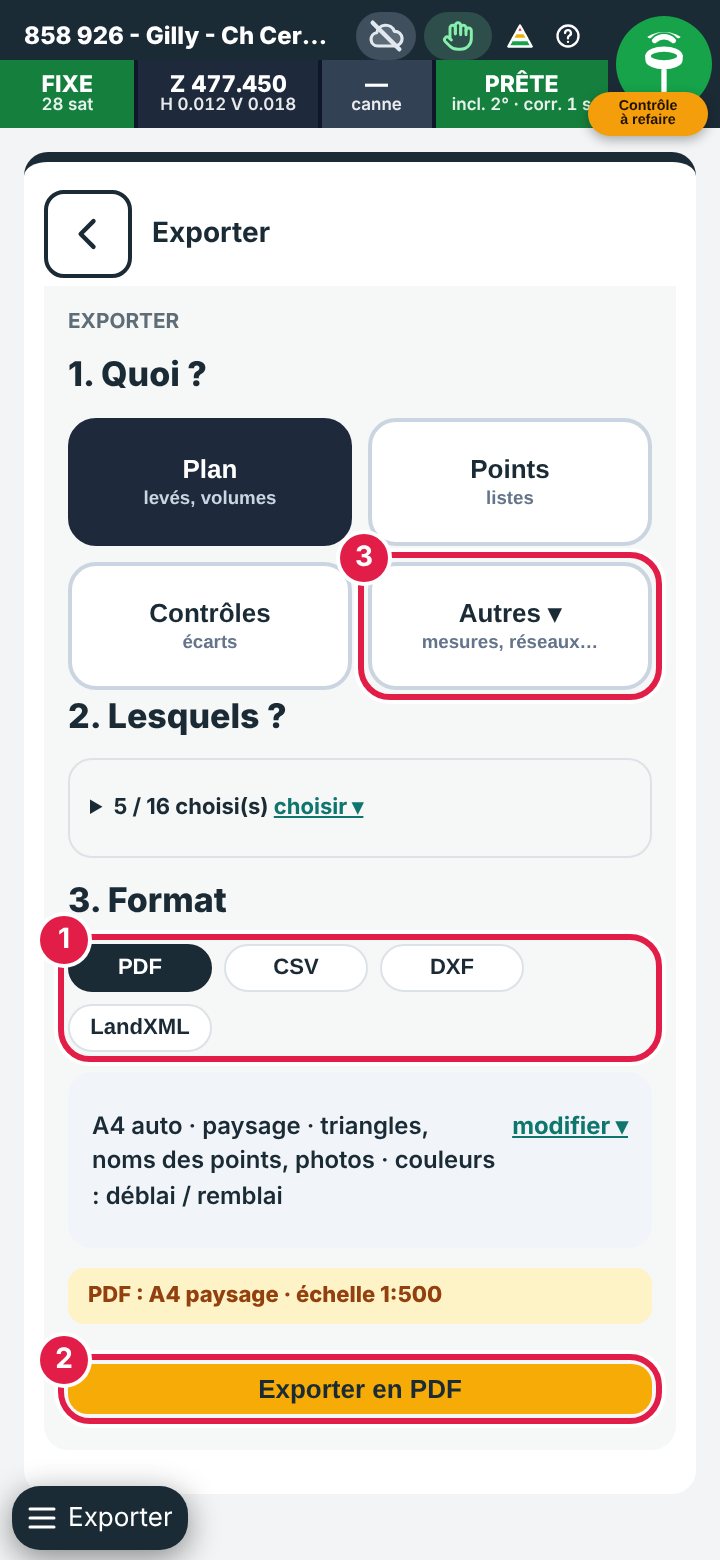 858 926 - Gilly - Ch Cer...
FIXE
28 sat
Z 477.450
H 0.012 V 0.018
—
canne
PRÊTE
incl. 2° · corr. 1 s
Contrôle
à refaire
Exporter
EXPORTER
1. Quoi ?
Plan
levés, volumes
Points
listes
3
Contrôles
écarts
Autres ▾
mesures, réseaux...
2. Lesquels ?
▶ 5 / 16 choisi(s) choisir ▾
3. Format
1
PDF
CSV
DXF
LandXML
A4 auto · paysage · triangles,
noms des points, photos · couleurs
: déblai / remblai
modifier ▾
PDF : A4 paysage · échelle 1:500
2
Exporter en PDF
Exporter